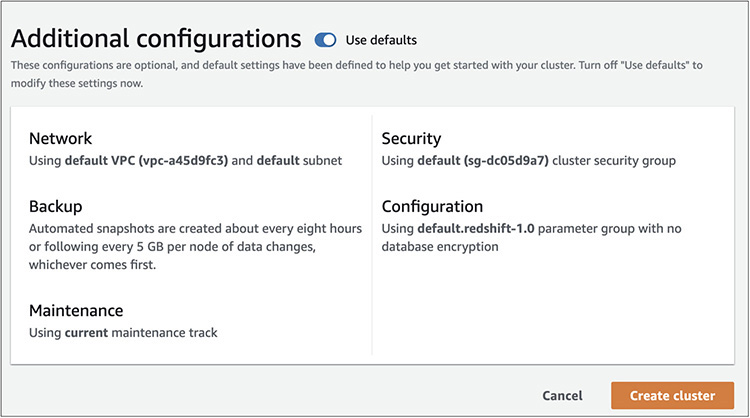 Additional configurations Use defaults
These configurations are optional, and default settings have been defined to help you get started with your cluster. Turn off "Use defaults" to
modify these settings now.
Network
Using default VPC (vpc-a45d9fc3) and default subnet
Backup
Automated snapshots are created about every eight hours
or following every 5 GB per node of data changes,
whichever comes first.
Maintenance
Using current maintenance track
Security
Using default (sg-dc05d9a7) cluster security group
Configuration
Using default.redshift-1.0 parameter group with no
database encryption
Cancel Create cluster